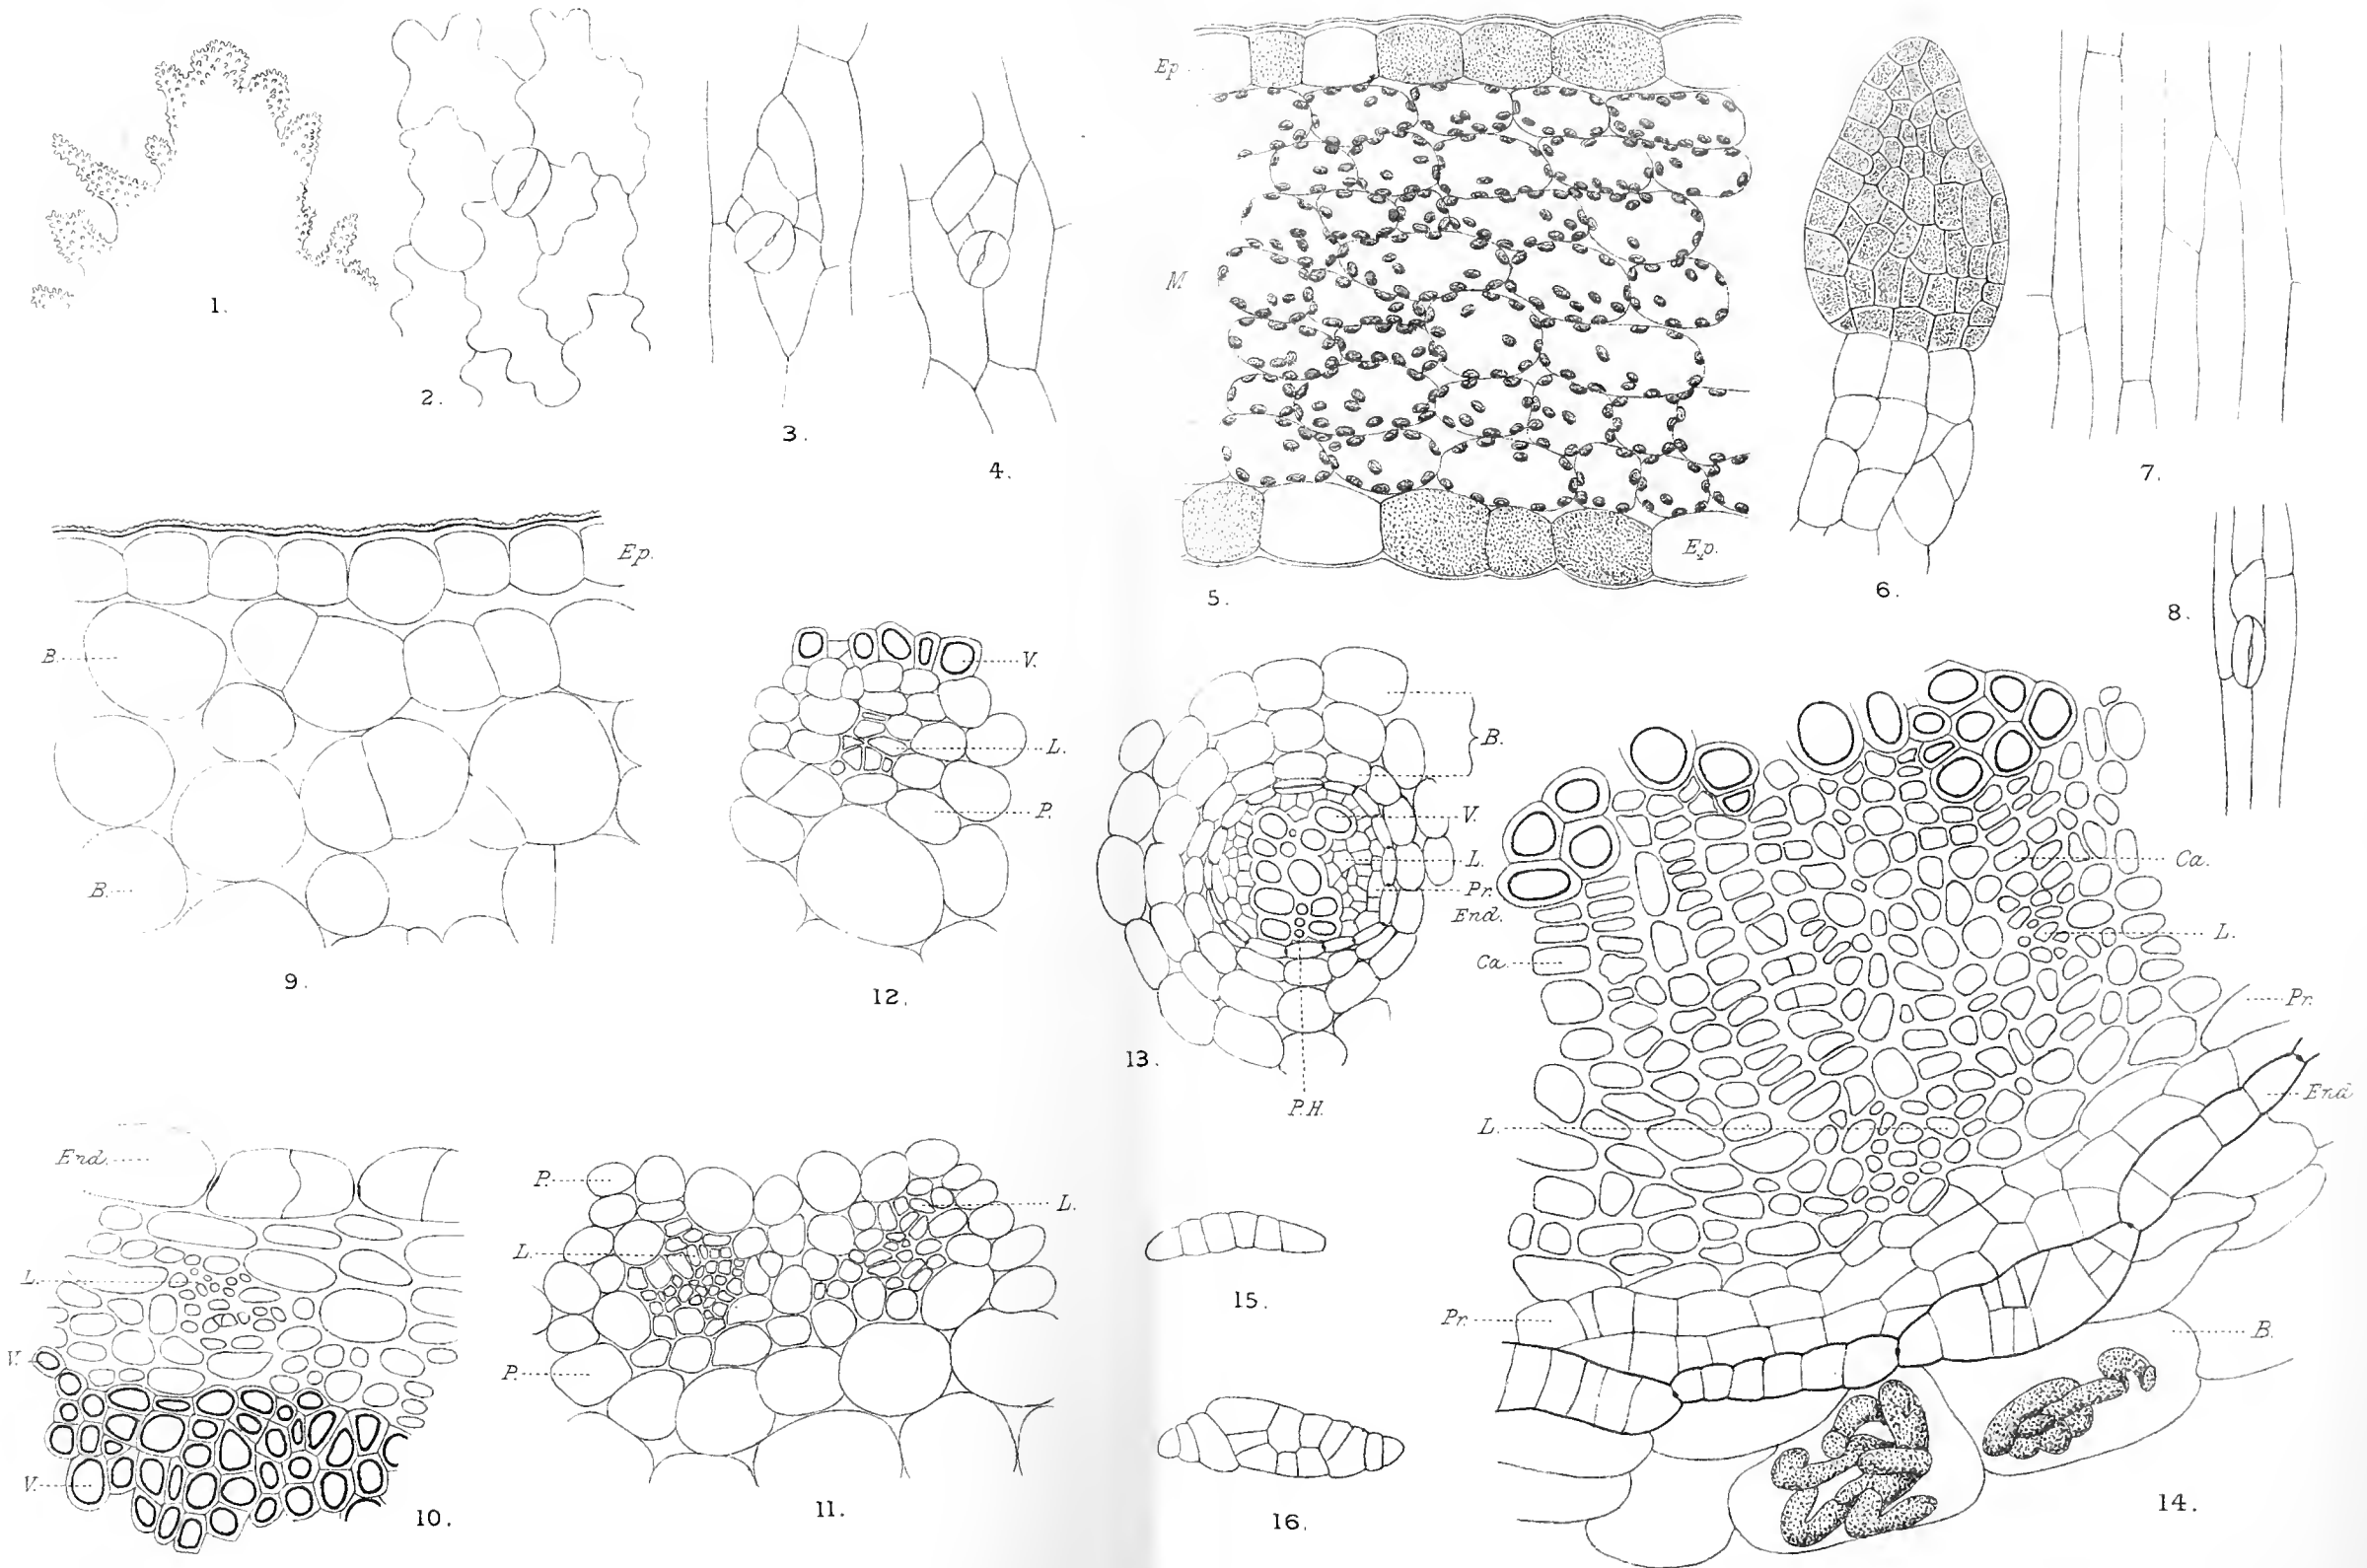 1.
2.
3.
4.
Ep
M
Ep.
5.
6.
7.
8.
Ep.
B.
B.
9.
V.
L.
P.
12.
B.
V.
L.
Pr.
End.
P.H.
13.
Ca.
L.
Ca.
Pr.
End
L.
Pr.
B.
14.
End.
L.
V.
V.
10.
P.
L.
L.
P.
11.
15.
16.